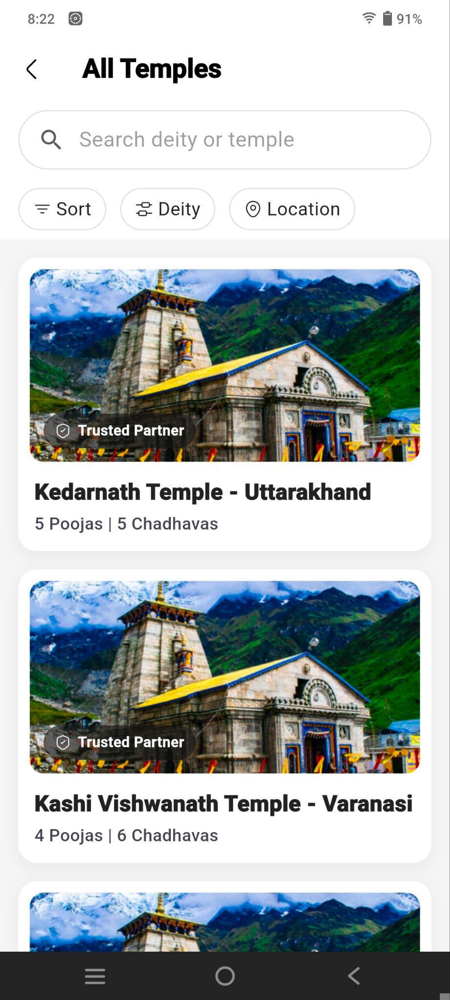 8:22 91%
All Temples
Search deity or temple
Sort Deity Location
Trusted Partner
Kedarnath Temple - Uttarakhand
5 Poojas | 5 Chadhavas
Trusted Partner
Kashi Vishwanath Temple - Varanasi
4 Poojas | 6 Chadhavas